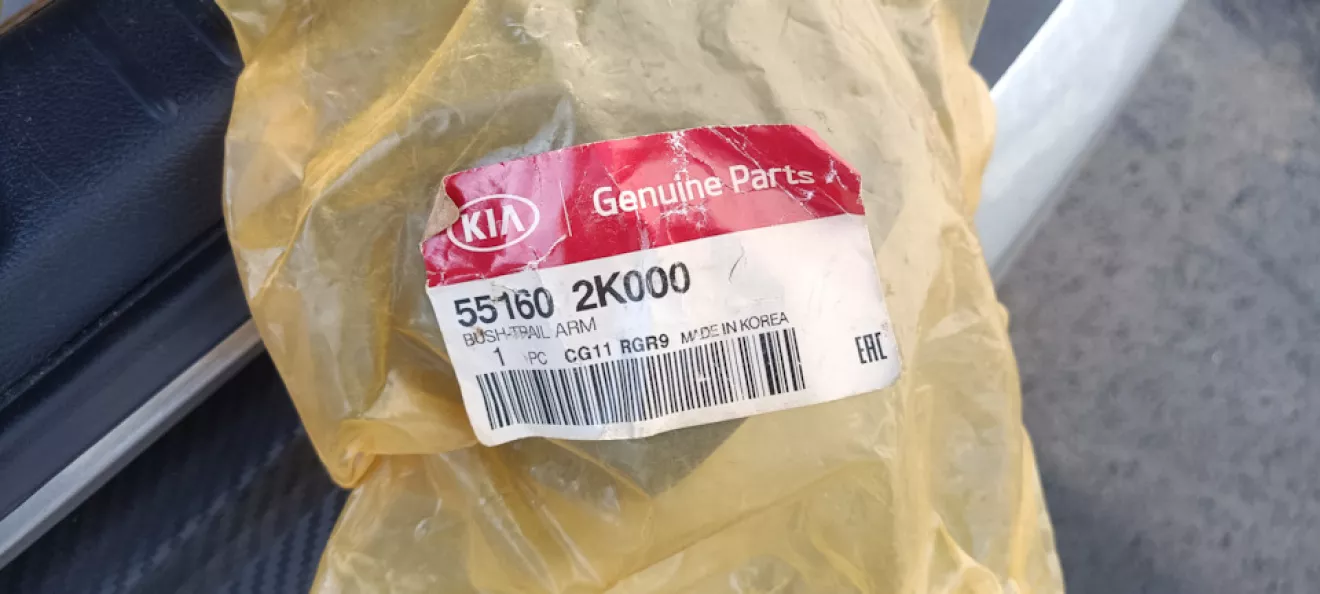 KIA Genuine Parts
55160 2K000
BUSH-TRAIL ARM
1 PC CG11 RGR9 MADE IN KOREA
EAC